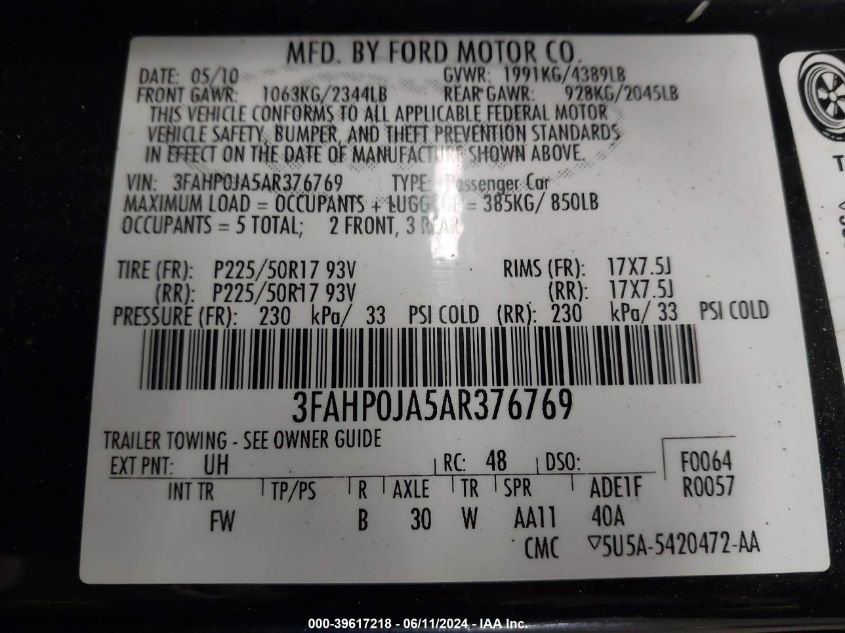 MFD. BY FORD MOTOR CO.
DATE: 05/10 GVWR: 1991KG/4389LB
FRONT GAWR: 1063KG/2344LB REAR GAWR: 928KG/2045LB
THIS VEHICLE CONFORMS TO ALL APPLICABLE FEDERAL MOTOR
VEHICLE SAFETY, BUMPER, AND THEFT PREVENTION STANDARDS
IN EFFECT ON THE DATE OF MANUFACTURE SHOWN ABOVE.
VIN: 3FAHP0JA5AR376769 TYPE: Passenger Car
MAXIMUM LOAD = OCCUPANTS + LUGGAGE = 385KG/ 850LB
OCCUPANTS = 5 TOTAL; 2 FRONT, 3 REAR
TIRE (FR): P225/50R17 93V RIMS (FR): 17X7.5J
(RR): P225/50R17 93V (RR): 17X7.5J
PRESSURE (FR): 230 kPa/ 33 PSI COLD (RR): 230 kPa/ 33 PSI COLD
3FAHP0JA5AR376769
TRAILER TOWING - SEE OWNER GUIDE
EXT PNT: UH RC: 48 DSO: F0064
INT TR TP/PS R AXLE TR SPR ADE1F R0057
FW B 30 W AA11 40A
CMC ▽5U5A-5420472-AA
000-39617218 - 06/11/2024 - IAA Inc.